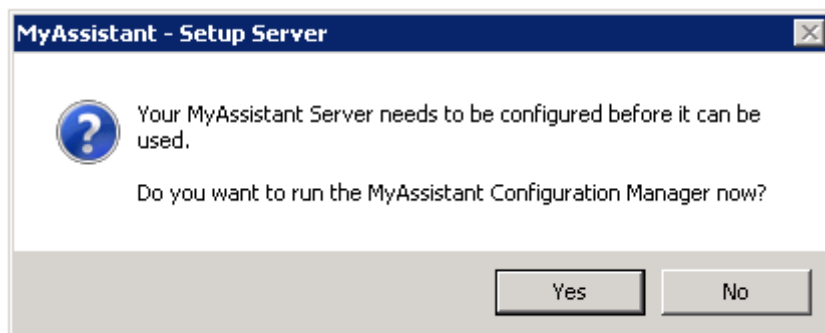 MyAssistant - Setup Server
Your MyAssistant Server needs to be configured before it can be
used.
Do you want to run the MyAssistant Configuration Manager now?
Yes
No